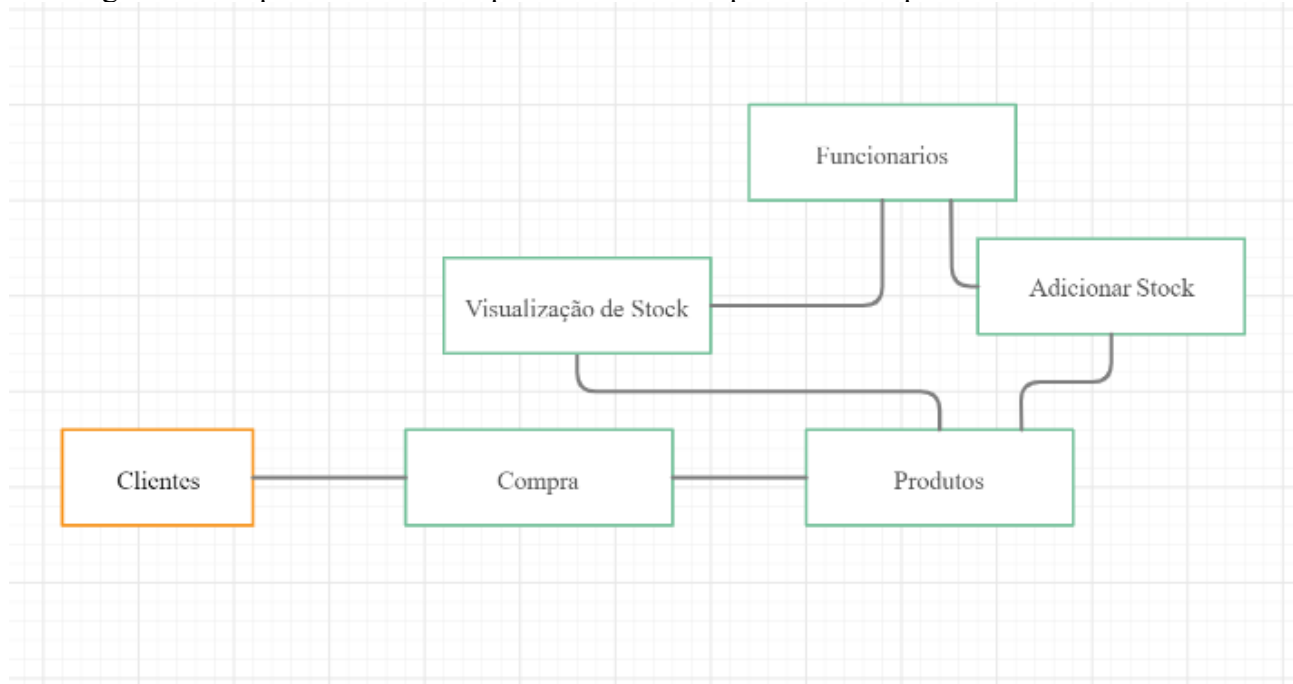 Funcionarios
Adicionar Stock
Visualização de Stock
Clientes
Compra
Produtos